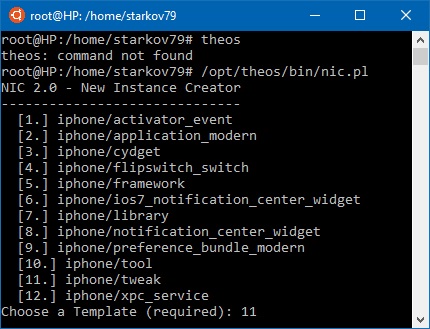 root@HP: /home/starkov79
root@HP:/home/starkov79# theos
theos: command not found
root@HP:/home/starkov79# /opt/theos/bin/nic.pl
NIC 2.0 - New Instance Creator
------------------------------
  [1.] iphone/activator_event
  [2.] iphone/application_modern
  [3.] iphone/cydget
  [4.] iphone/flipswitch_switch
  [5.] iphone/framework
  [6.] iphone/ios7_notification_center_widget
  [7.] iphone/library
  [8.] iphone/notification_center_widget
  [9.] iphone/preference_bundle_modern
  [10.] iphone/tool
  [11.] iphone/tweak
  [12.] iphone/xpc_service
Choose a Template (required): 11